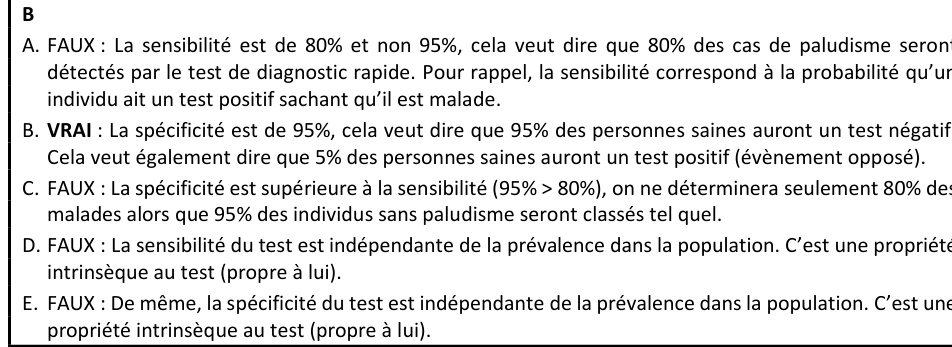 B
A. FAUX : La sensibilité est de 80% et non 95%, cela veut dire que 80% des cas de paludisme seront
détectés par le test de diagnostic rapide. Pour rappel, la sensibilité correspond à la probabilité qu’un
individu ait un test positif sachant qu’il est malade.
B. VRAI : La spécificité est de 95%, cela veut dire que 95% des personnes saines auront un test négatif.
Cela veut également dire que 5% des personnes saines auront un test positif (évènement opposé).
C. FAUX : La spécificité est supérieure à la sensibilité (95% > 80%), on ne déterminera seulement 80% des
malades alors que 95% des individus sans paludisme seront classés tel quel.
D. FAUX : La sensibilité du test est indépendante de la prévalence dans la population. C’est une propriété
intrinsèque au test (propre à lui).
E. FAUX : De même, la spécificité du test est indépendante de la prévalence dans la population. C’est une
propriété intrinsèque au test (propre à lui).